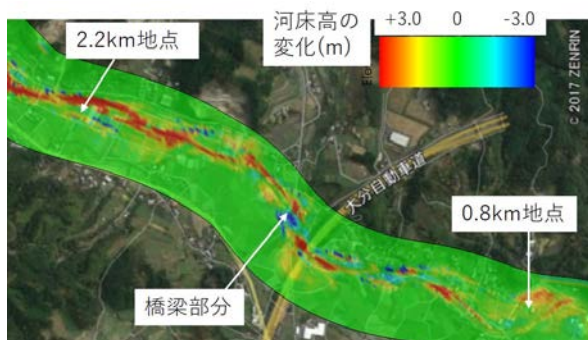 河床高の
変化(m)
+3.0 0 -3.0
2.2km地点
© 2017 ZENRIN
大分自動車道
0.8km地点
橋梁部分